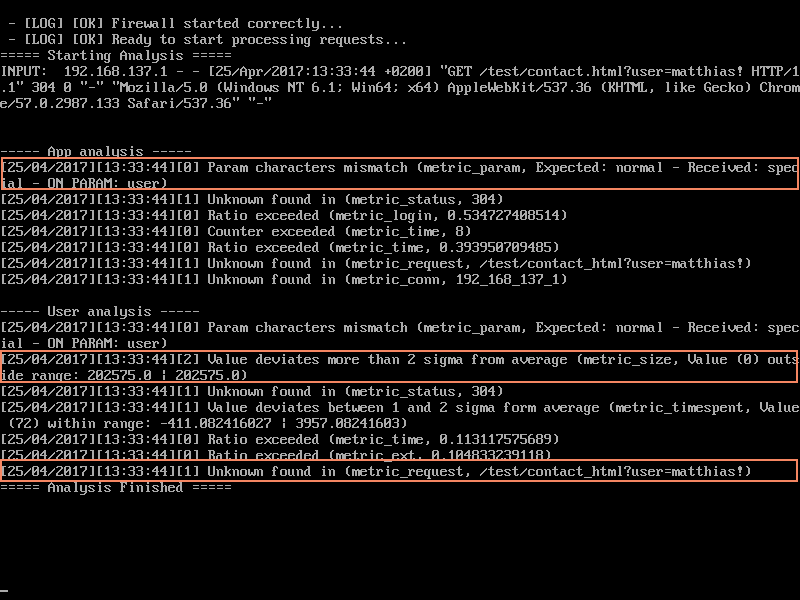 - [LOG] [OK] Firewall started correctly...
- [LOG] [OK] Ready to start processing requests...
===== Starting Analysis =====
INPUT:  192.168.137.1 - - [25/Apr/2017:13:33:44 +0200] "GET /test/contact.html?user=matthias! HTTP/1
.1" 304 0 "-" "Mozilla/5.0 (Windows NT 6.1; Win64; x64) AppleWebKit/537.36 (KHTML, like Gecko) Chrom
e/57.0.2987.133 Safari/537.36" "-"
----- App analysis -----
[25/04/2017][13:33:44][0] Param characters mismatch (metric_param, Expected: normal - Received: spec
ial - ON PARAM: user)
[25/04/2017][13:33:44][1] Unknown found in (metric_status, 304)
[25/04/2017][13:33:44][0] Ratio exceeded (metric_login, 0.534727408514)
[25/04/2017][13:33:44][0] Counter exceeded (metric_time, 8)
[25/04/2017][13:33:44][0] Ratio exceeded (metric_time, 0.393950709485)
[25/04/2017][13:33:44][1] Unknown found in (metric_request, /test/contact_html?user=matthias!)
[25/04/2017][13:33:44][1] Unknown found in (metric_conn, 192_168_137_1)
----- User analysis -----
[25/04/2017][13:33:44][0] Param characters mismatch (metric_param, Expected: normal - Received: spec
ial - ON PARAM: user)
[25/04/2017][13:33:44][2] Value deviates more than 2 sigma from average (metric_size, Value (0) outs
ide range: 202575.0 | 202575.0)
[25/04/2017][13:33:44][1] Unknown found in (metric_status, 304)
[25/04/2017][13:33:44][1] Value deviates between 1 and 2 sigma form average (metric_timespent, Value
(72) within range: -411.082416027 | 3957.08241603)
[25/04/2017][13:33:44][0] Ratio exceeded (metric_time, 0.113117575689)
[25/04/2017][13:33:44][0] Ratio exceeded (metric_ext, 0.104833239118)
[25/04/2017][13:33:44][1] Unknown found in (metric_request, /test/contact_html?user=matthias!)
===== Analysis Finished =====